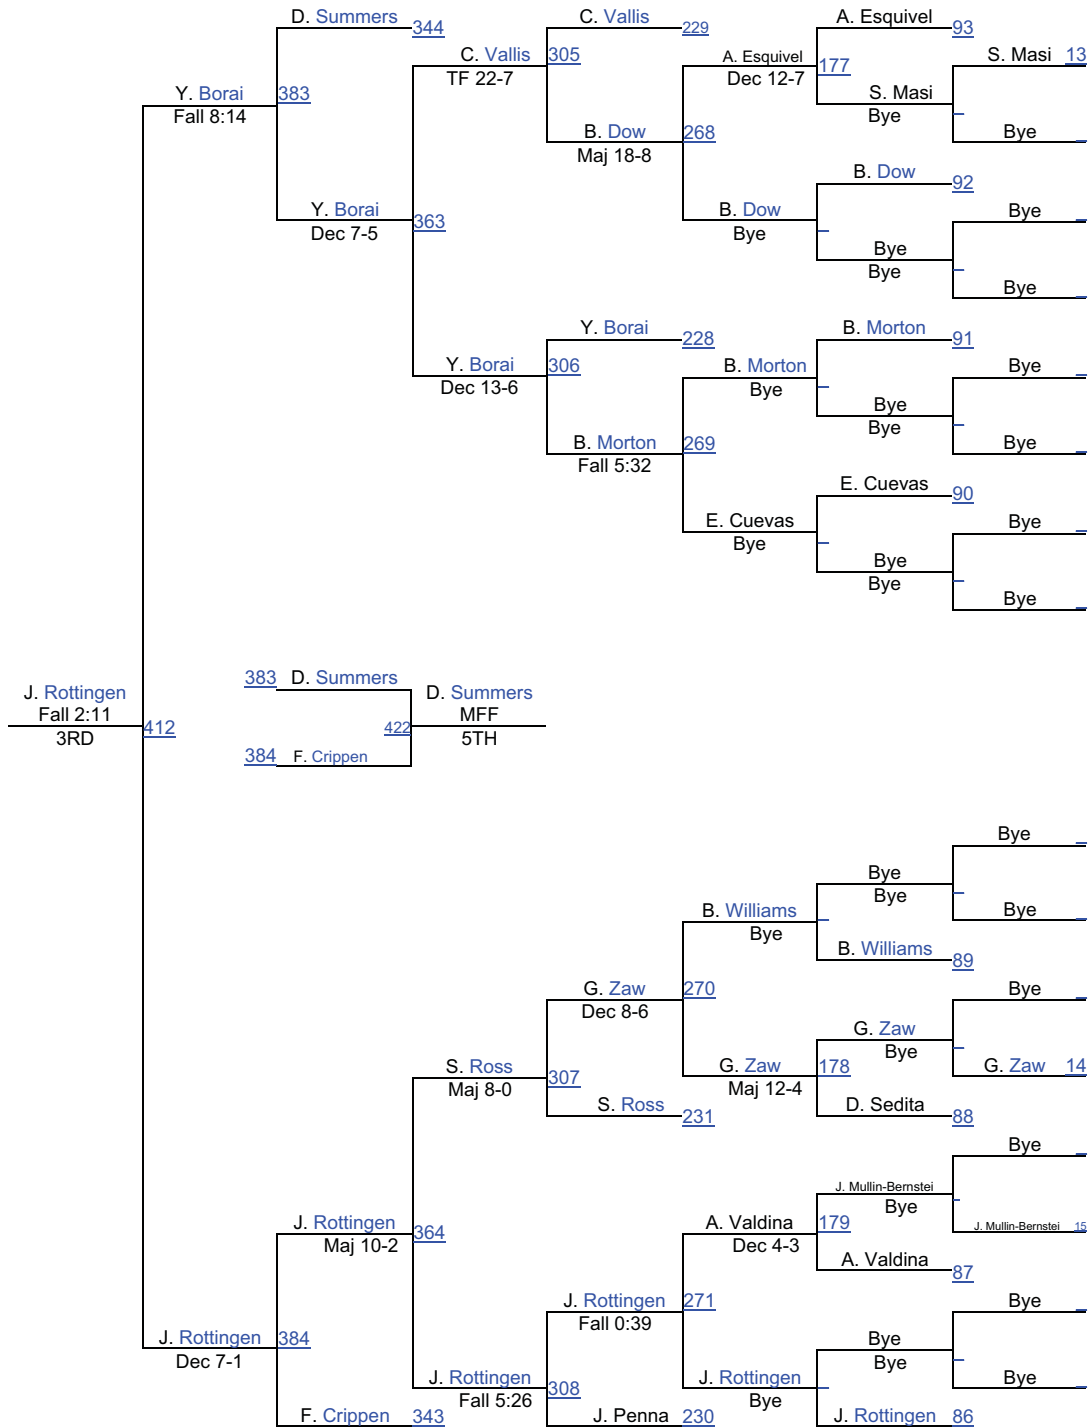 D. Summers 344
C. Vallis 229
A. Esquivel 93
C. Vallis 305
TF 22-7
A. Esquivel 177
Dec 12-7
S. Masi 13
Y. Borai 383
Fall 8:14
S. Masi
Bye
B. Dow 268
Maj 18-8
Bye
B. Dow 92
Y. Borai 363
Dec 7-5
B. Dow
Bye
Bye
Bye
Bye
Bye
Y. Borai 228
B. Morton 91
Y. Borai 306
Dec 13-6
B. Morton
Bye
Bye
Bye
Bye
B. Morton 269
Fall 5:32
Bye
E. Cuevas 90
E. Cuevas
Bye
Bye
Bye
Bye
Bye
J. Rottingen
Fall 2:11
3RD
412
383 D. Summers
D. Summers
MFF
5TH
422
384 F. Crippen
Bye
Bye
Bye
B. Williams
Bye
Bye
B. Williams 89
G. Zaw 270
Dec 8-6
Bye
G. Zaw
Bye
S. Ross 307
Maj 8-0
G. Zaw 178
Maj 12-4
G. Zaw 14
S. Ross 231
D. Sedita 88
Bye
J. Mullin-Bernstei
Bye
J. Rottingen 364
Maj 10-2
A. Valdina 179
Dec 4-3
J. Mullin-Bernstei 15
A. Valdina 87
J. Rottingen 271
Fall 0:39
Bye
J. Rottingen 384
Dec 7-1
Bye
Bye
J. Rottingen 308
Fall 5:26
J. Rottingen
Bye
Bye
F. Crippen 343
J. Penna 230
J. Rottingen 86